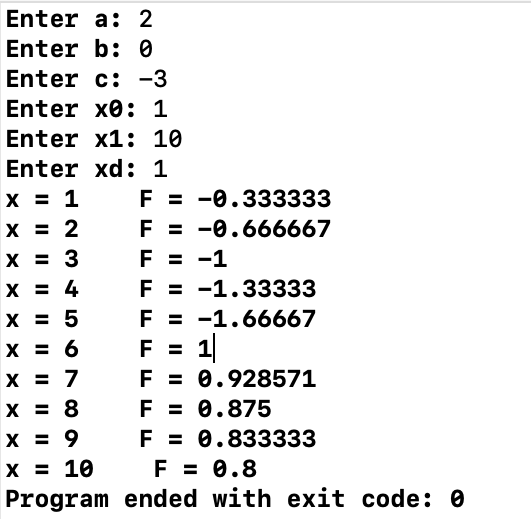 Enter a: 2
Enter b: 0
Enter c: -3
Enter x0: 1
Enter x1: 10
Enter xd: 1
x = 1    F = -0.333333
x = 2    F = -0.666667
x = 3    F = -1
x = 4    F = -1.33333
x = 5    F = -1.66667
x = 6    F = 1
x = 7    F = 0.928571
x = 8    F = 0.875
x = 9    F = 0.833333
x = 10    F = 0.8
Program ended with exit code: 0